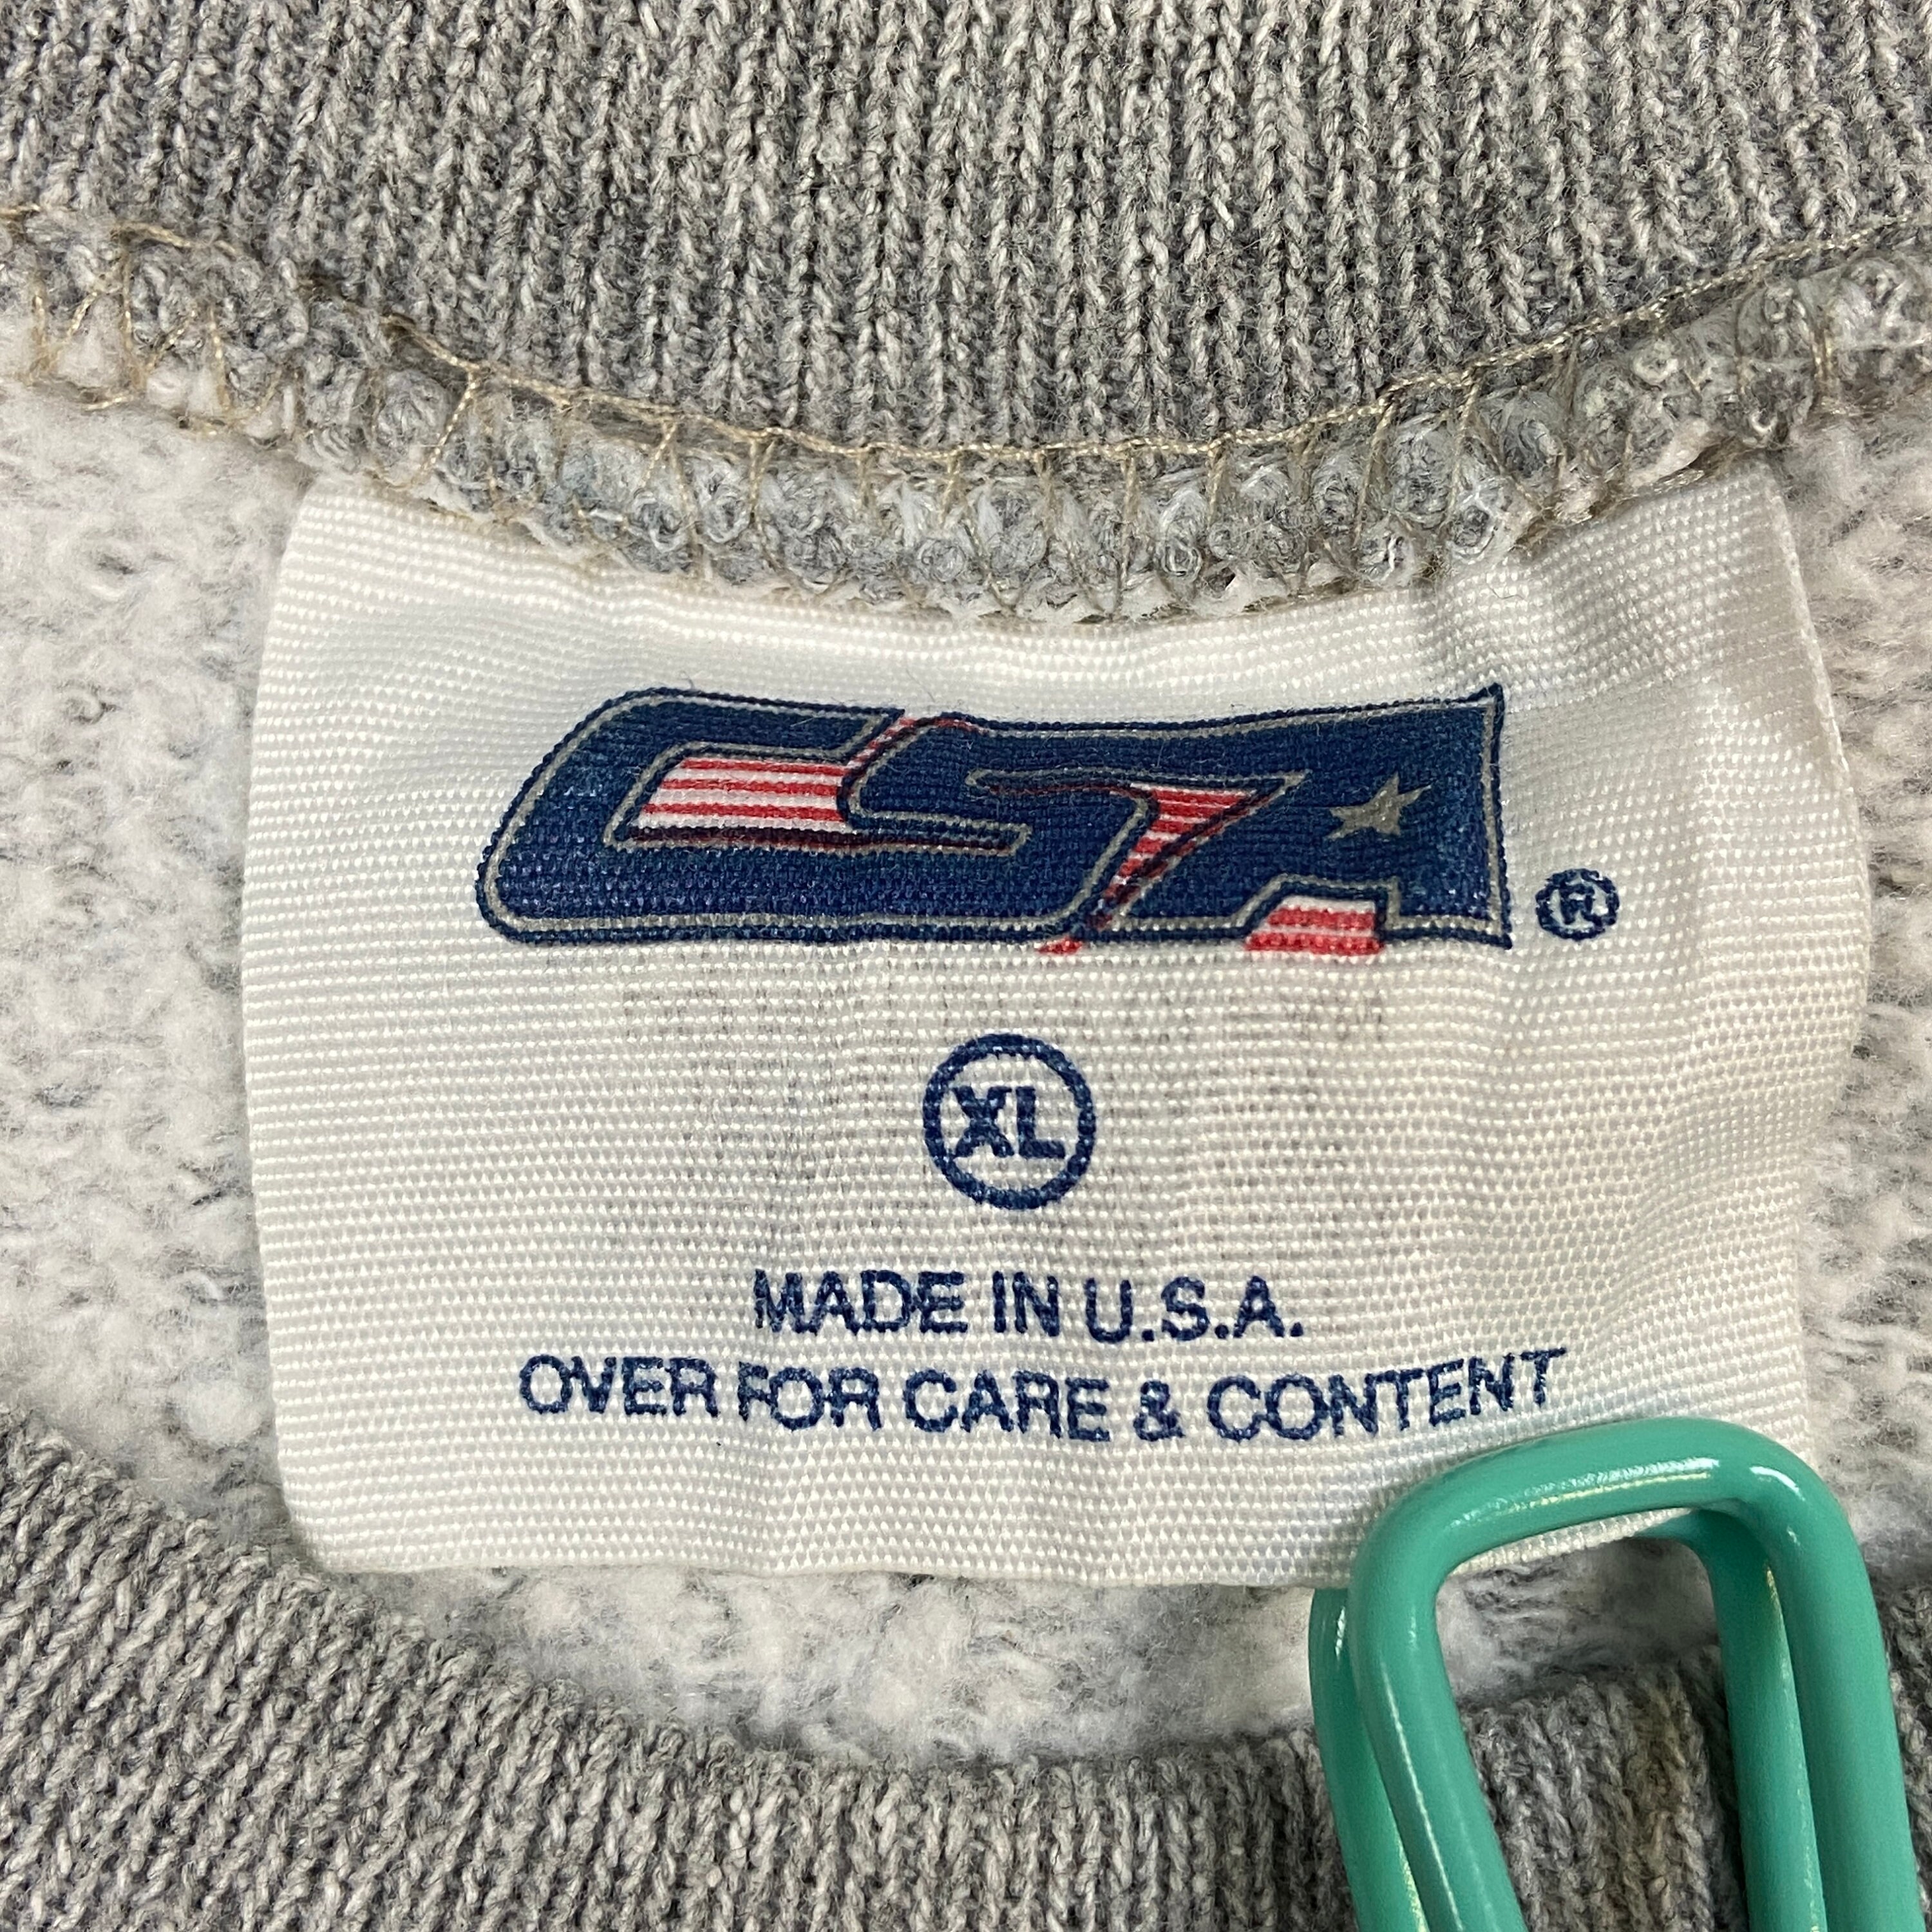 CSA ®
XL
MADE IN U.S.A.
OVER FOR CARE & CONTENT